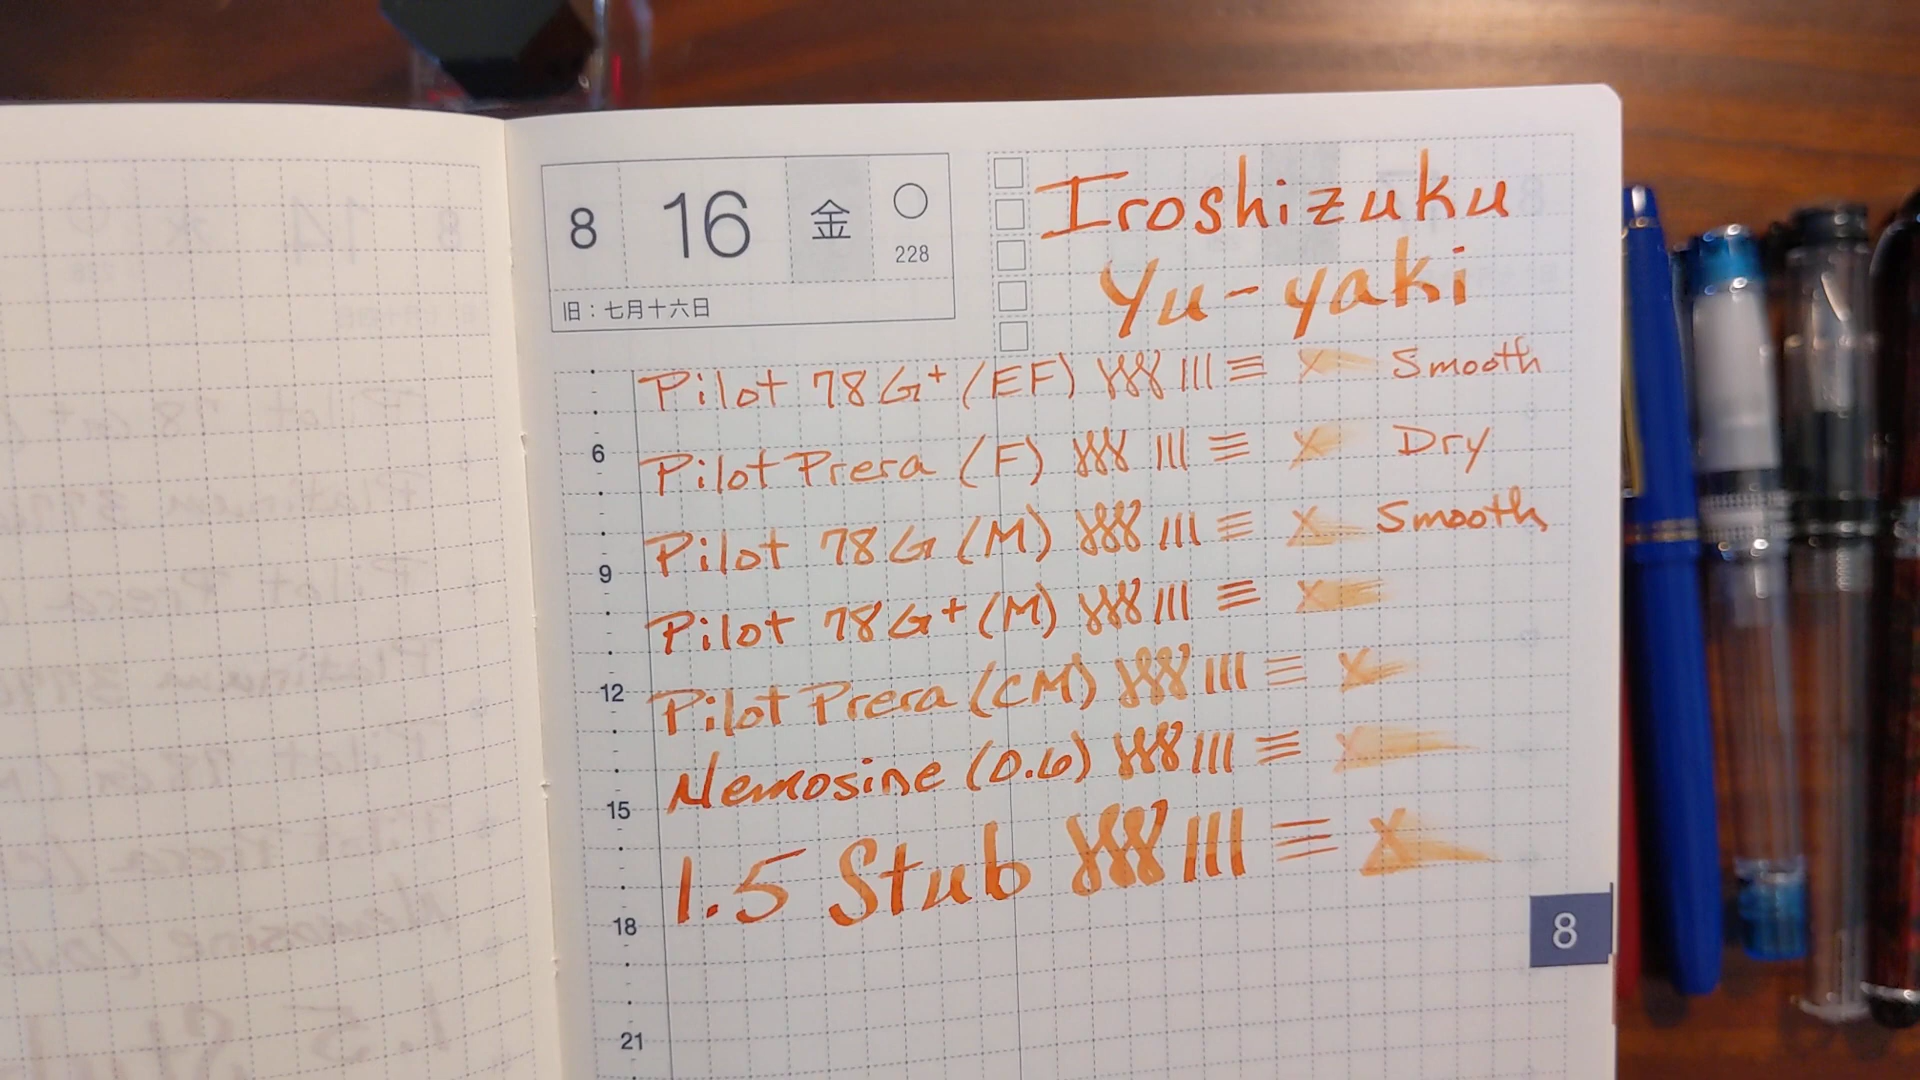 8 16 金 ○
228
旧：七月十六日
Iroshizuku
Yu-yaki
Pilot 78G+ (EF) Smooth
6 Pilot Prera (F) Dry
Pilot 78G (M) Smooth
9
Pilot 78G+ (M)
12 Pilot Prera (CM)
Nemosine (0.6)
15
1.5 Stub
18
8
21